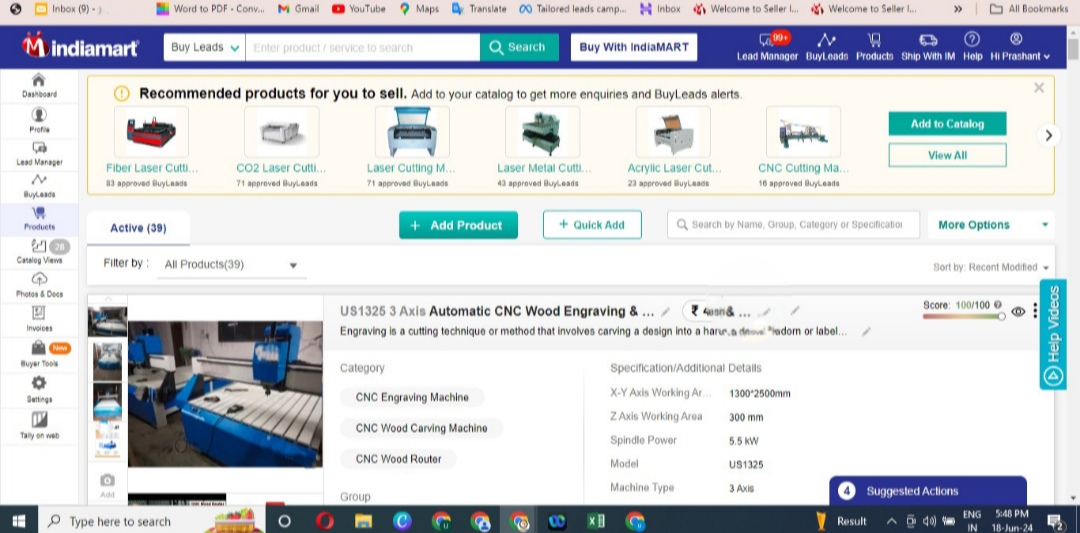 Inbox (9) - )
Word to PDF - Conv...
Gmail
YouTube
Maps
Translate
Tailored leads camp...
Inbox
Welcome to Seller I...
Welcome to Seller I...
»
All Bookmarks
indiamart
Buy Leads
Enter product / service to search
Search
Buy With IndiaMART
99+
Lead Manager
BuyLeads
Products
Ship With IM
Help
Hi Prashant
Dashboard
Profile
Lead Manager
BuyLeads
Products
28
Catalog Views
Photos & Docs
Invoices
New
Buyer Tools
Settings
Tally on web
Recommended products for you to sell. Add to your catalog to get more enquiries and BuyLeads alerts.
Fiber Laser Cutti...
83 approved BuyLeads
CO2 Laser Cutti...
71 approved BuyLeads
Laser Cutting M...
71 approved BuyLeads
Laser Metal Cutti...
43 approved BuyLeads
Acrylic Laser Cut...
23 approved BuyLeads
CNC Cutting Ma...
16 approved BuyLeads
Add to Catalog
View All
Active (39)
+ Add Product
+ Quick Add
Search by Name, Group, Category or Specificatior
More Options
Filter by :
All Products(39)
Sort by: Recent Modified
US1325 3 Axis Automatic CNC Wood Engraving & ...
₹
Score: 100/100
Engraving is a cutting technique or method that involves carving a design into a or label...
Category
CNC Engraving Machine
CNC Wood Carving Machine
CNC Wood Router
Group
Specification/Additional Details
X-Y Axis Working Ar... 1300*2500mm
Z Axis Working Area 300 mm
Spindle Power 5.5 kW
Model US1325
Machine Type 3 Axis
Add
Help Videos
4 Suggested Actions
Type here to search
Result
ENG
IN
5:48 PM
18-Jun-24
2